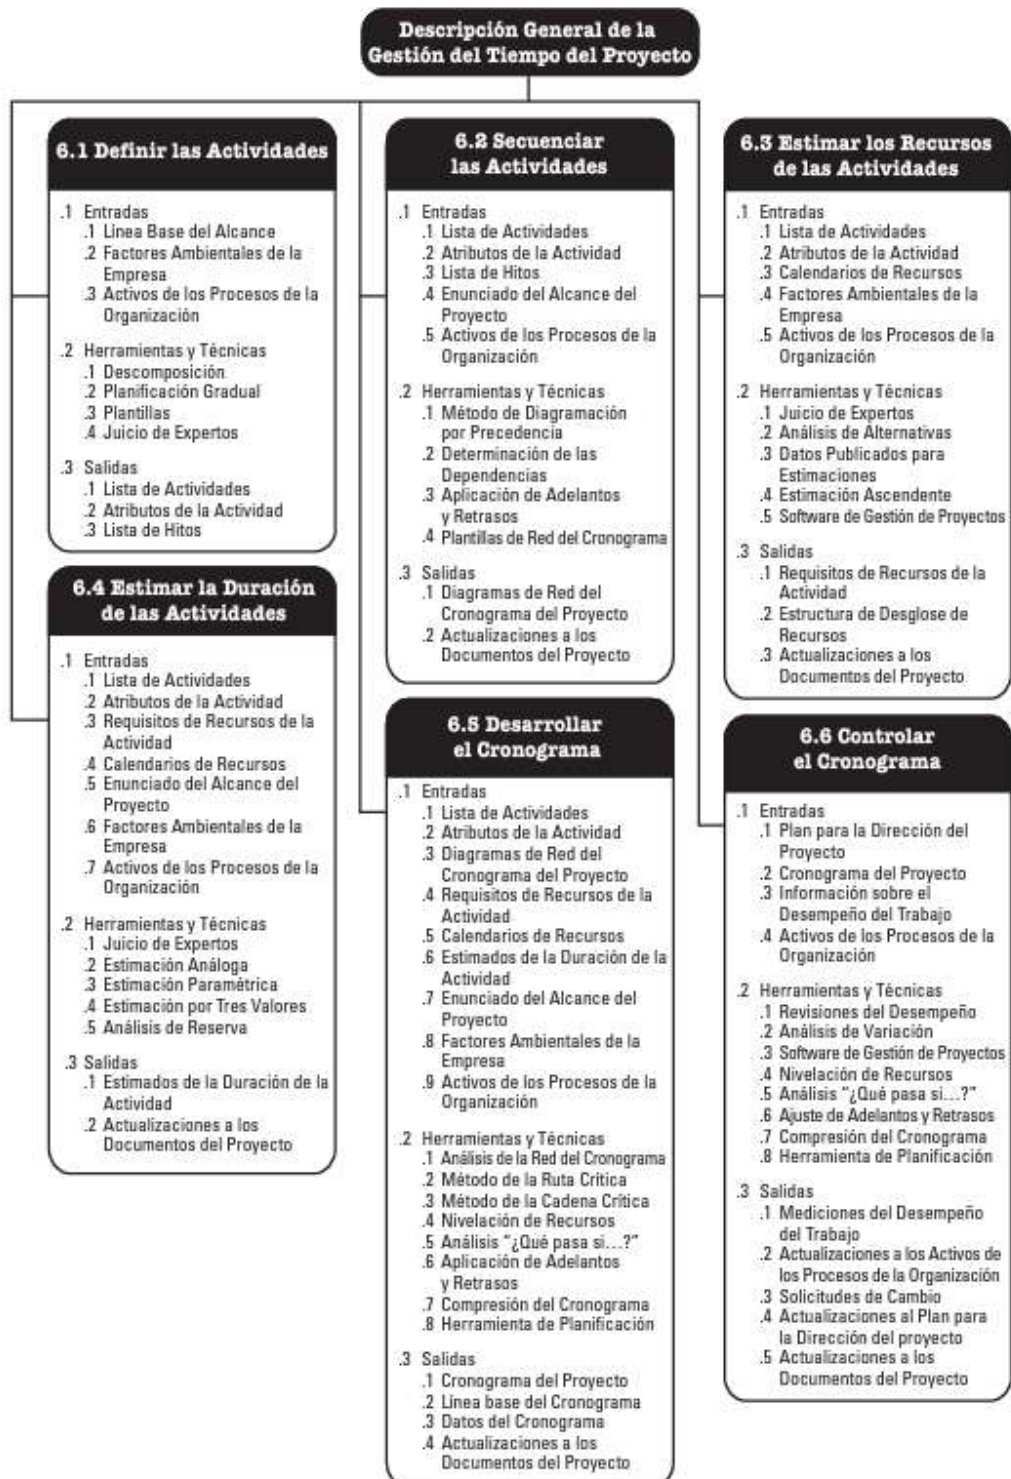 Descripción General de la
Gestión del Tiempo del Proyecto
6.1 Definir las Actividades
.1 Entradas
.1 Línea Base del Alcance
.2 Factores Ambientales de la
Empresa
.3 Activos de los Procesos de la
Organización
.2 Herramientas y Técnicas
.1 Descomposición
.2 Planificación Gradual
.3 Plantillas
.4 Juicio de Expertos
.3 Salidas
.1 Lista de Actividades
.2 Atributos de la Actividad
.3 Lista de Hitos
6.2 Secuenciar
las Actividades
.1 Entradas
.1 Lista de Actividades
.2 Atributos de la Actividad
.3 Lista de Hitos
.4 Enunciado del Alcance del
Proyecto
.5 Activos de los Procesos de la
Organización
.2 Herramientas y Técnicas
.1 Método de Diagramación
por Precedencia
.2 Determinación de las
Dependencias
.3 Aplicación de Adelantos
y Retrasos
.4 Plantillas de Red del Cronograma
.3 Salidas
.1 Diagramas de Red del
Cronograma del Proyecto
.2 Actualizaciones a los
Documentos del Proyecto
6.3 Estimar los Recursos
de las Actividades
.1 Entradas
.1 Lista de Actividades
.2 Atributos de la Actividad
.3 Calendarios de Recursos
.4 Factores Ambientales de la
Empresa
.5 Activos de los Procesos de la
Organización
.2 Herramientas y Técnicas
.1 Juicio de Expertos
.2 Análisis de Alternativas
.3 Datos Publicados para
Estimaciones
.4 Estimación Ascendente
.5 Software de Gestión de Proyectos
.3 Salidas
.1 Requisitos de Recursos de la
Actividad
.2 Estructura de Desglose de
Recursos
.3 Actualizaciones a los
Documentos del Proyecto
6.4 Estimar la Duración
de las Actividades
.1 Entradas
.1 Lista de Actividades
.2 Atributos de la Actividad
.3 Requisitos de Recursos de la
Actividad
.4 Calendarios de Recursos
.5 Enunciado del Alcance del
Proyecto
.6 Factores Ambientales de la
Empresa
.7 Activos de los Procesos de la
Organización
.2 Herramientas y Técnicas
.1 Juicio de Expertos
.2 Estimación Análoga
.3 Estimación Paramétrica
.4 Estimación por Tres Valores
.5 Análisis de Reserva
.3 Salidas
.1 Estimados de la Duración de la
Actividad
.2 Actualizaciones a los
Documentos del Proyecto
6.5 Desarrollar
el Cronograma
.1 Entradas
.1 Lista de Actividades
.2 Atributos de la Actividad
.3 Diagramas de Red del
Cronograma del Proyecto
.4 Requisitos de Recursos de la
Actividad
.5 Calendarios de Recursos
.6 Estimados de la Duración de la
Actividad
.7 Enunciado del Alcance del
Proyecto
.8 Factores Ambientales de la
Empresa
.9 Activos de los Procesos de la
Organización
.2 Herramientas y Técnicas
.1 Análisis de la Red del Cronograma
.2 Método de la Ruta Crítica
.3 Método de la Cadena Crítica
.4 Nivelación de Recursos
.5 Análisis "¿Qué pasa si...?"
.6 Aplicación de Adelantos
y Retrasos
.7 Compresión del Cronograma
.8 Herramienta de Planificación
.3 Salidas
.1 Cronograma del Proyecto
.2 Línea base del Cronograma
.3 Datos del Cronograma
.4 Actualizaciones a los
Documentos del Proyecto
6.6 Controlar
el Cronograma
.1 Entradas
.1 Plan para la Dirección del
Proyecto
.2 Cronograma del Proyecto
.3 Información sobre el
Desempeño del Trabajo
.4 Activos de los Procesos de la
Organización
.2 Herramientas y Técnicas
.1 Revisiones del Desempeño
.2 Análisis de Variación
.3 Software de Gestión de Proyectos
.4 Nivelación de Recursos
.5 Análisis "¿Qué pasa si...?"
.6 Ajuste de Adelantos y Retrasos
.7 Compresión del Cronograma
.8 Herramienta de Planificación
.3 Salidas
.1 Mediciones del Desempeño
del Trabajo
.2 Actualizaciones a los Activos de
los Procesos de la Organización
.3 Solicitudes de Cambio
.4 Actualizaciones al Plan para
la Dirección del proyecto
.5 Actualizaciones a los
Documentos del Proyecto